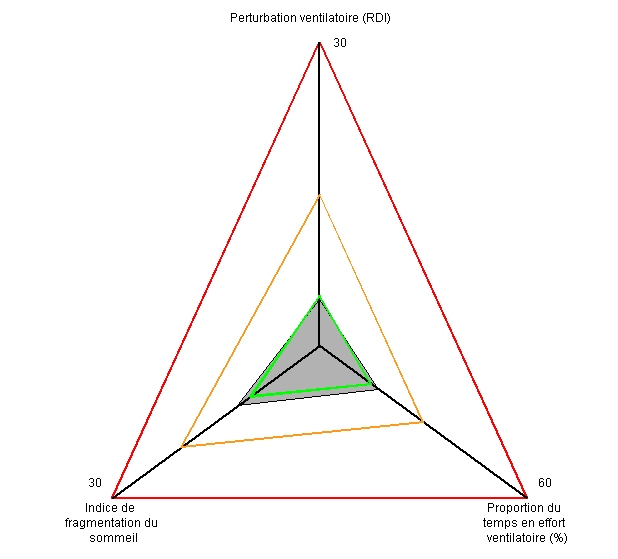 Perturbation ventilatoire (RDI)
30
30
60
Indice de
fragmentation du
sommeil
Proportion du
temps en effort
ventilatoire (%)